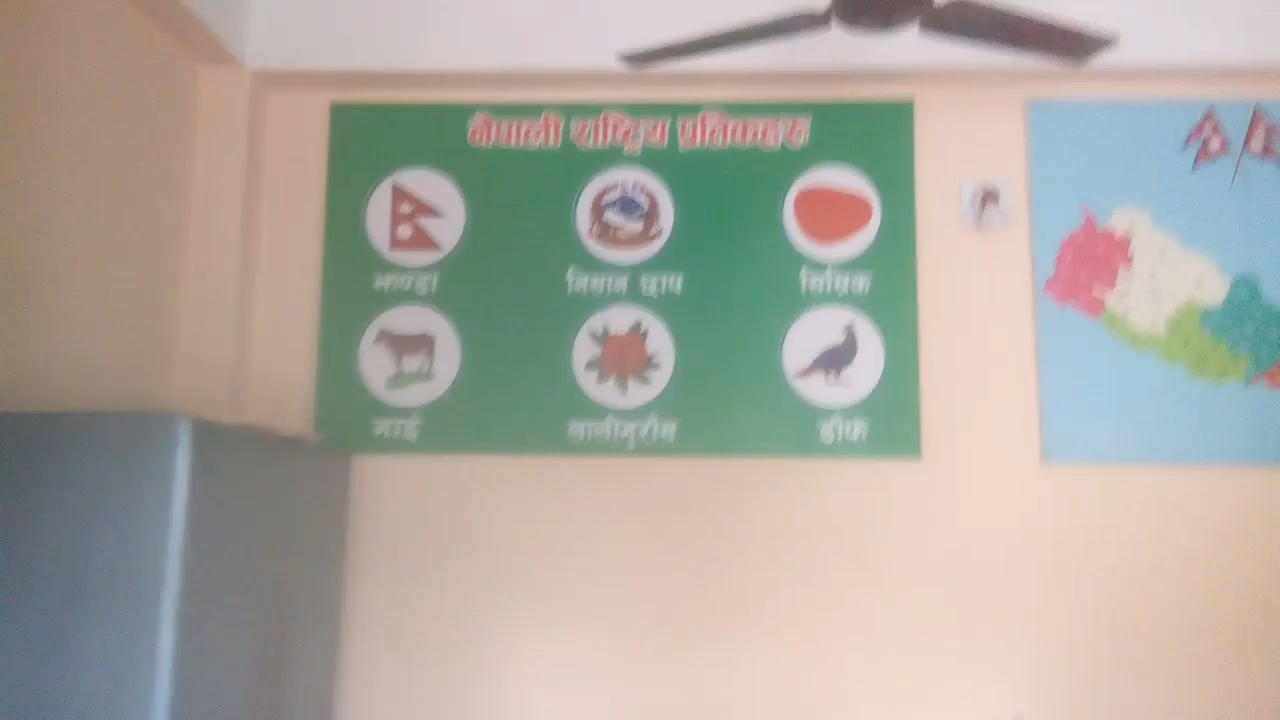 नेपाली राष्ट्रिय प्रतिकहरु
झण्डा निसान छाप सिम्रिक
गाई लालीगुराँस डाँफे